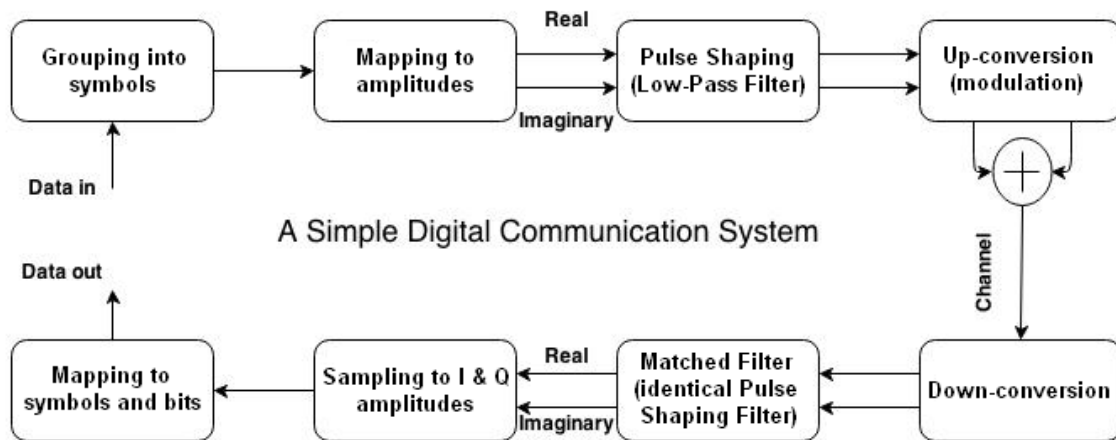 Real
Grouping into
symbols
Mapping to
amplitudes
Pulse Shaping
(Low-Pass Filter)
Up-conversion
(modulation)
Imaginary
Data in
A Simple Digital Communication System
Channel
Data out
Real
Mapping to
symbols and bits
Sampling to I & Q
amplitudes
Matched Filter
(identical Pulse
Shaping Filter)
Down-conversion
Imaginary